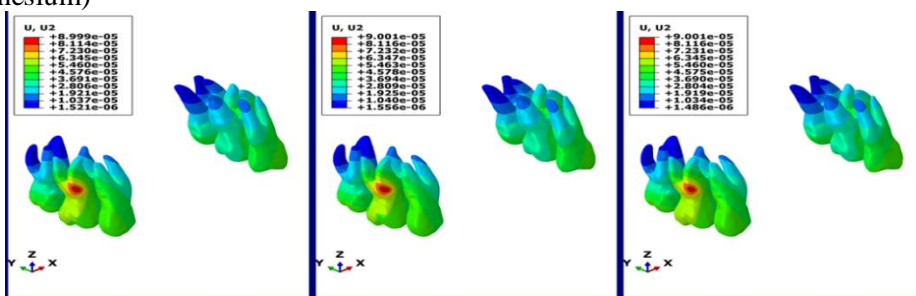 nesium)
U, U2
+8.999e-05
+8.114e-05
+7.230e-05
+6.345e-05
+5.460e-05
+4.576e-05
+3.691e-05
+2.806e-05
+1.921e-05
+1.037e-05
+1.521e-06
Z
Y X
U, U2
+9.001e-05
+8.116e-05
+7.232e-05
+6.347e-05
+5.463e-05
+4.578e-05
+3.694e-05
+2.809e-05
+1.925e-05
+1.040e-05
+1.556e-06
Z
Y X
U, U2
+9.001e-05
+8.116e-05
+7.231e-05
+6.345e-05
+5.460e-05
+4.575e-05
+3.690e-05
+2.804e-05
+1.919e-05
+1.034e-05
+1.486e-06
Z
Y X